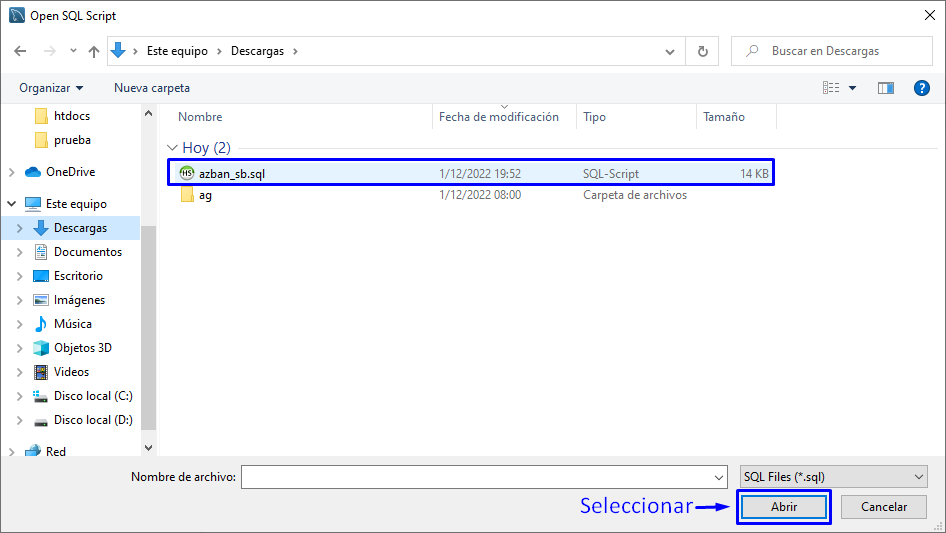 Open SQL Script
Este equipo
Descargas
Buscar en Descargas
Organizar
Nueva carpeta
?
htdocs
prueba
OneDrive
Este equipo
Descargas
Documentos
Escritorio
Imágenes
Música
Objetos 3D
Videos
Disco local (C:)
Disco local (D:)
Red
Nombre Fecha de modificación Tipo Tamaño
Hoy (2)
HS azban_sb.sql 1/12/2022 19:52 SQL-Script 14 KB
ag 1/12/2022 08:00 Carpeta de archivos
Nombre de archivo: SQL Files (*.sql)
Seleccionar Abrir Cancelar